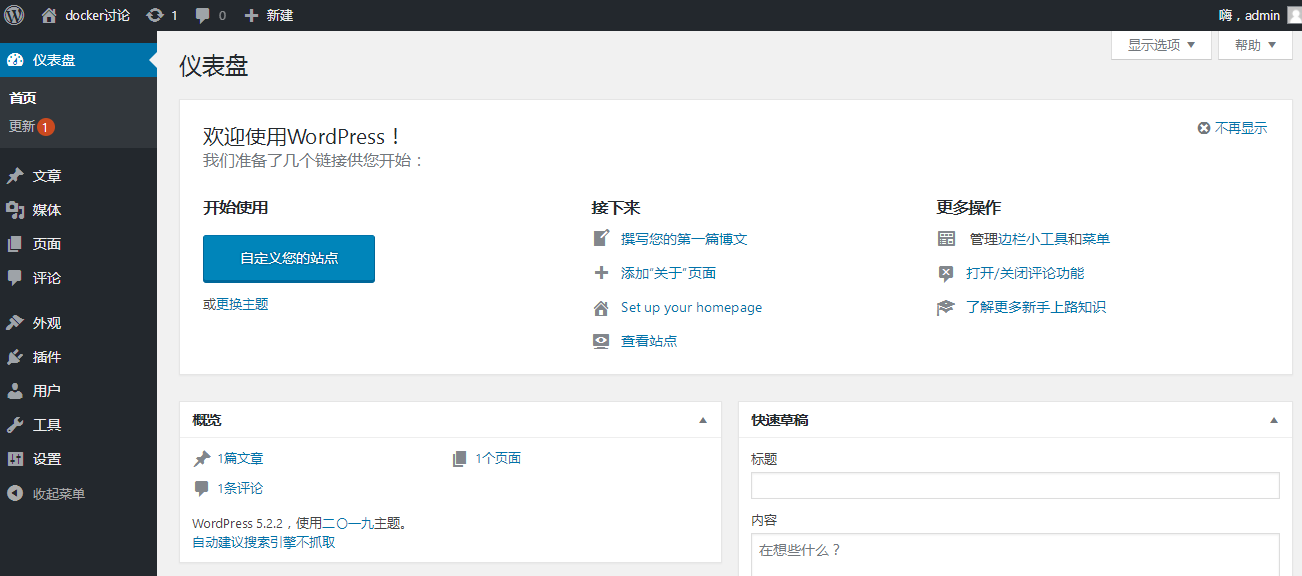 docker讨论 1 0 新建 嗨，admin
仪表盘
首页
更新 1
文章
媒体
页面
评论
外观
插件
用户
工具
设置
收起菜单
显示选项 帮助
仪表盘
欢迎使用WordPress！
不再显示
我们准备了几个链接供您开始：
开始使用
自定义您的站点
或更换主题
接下来
撰写您的第一篇博文
添加“关于”页面
Set up your homepage
查看站点
更多操作
管理边栏小工具和菜单
打开/关闭评论功能
了解更多新手上路知识
概览
1篇文章 1个页面
1条评论
WordPress 5.2.2，使用二〇一九主题。
自动建议搜索引擎不抓取
快速草稿
标题
内容
在想些什么？